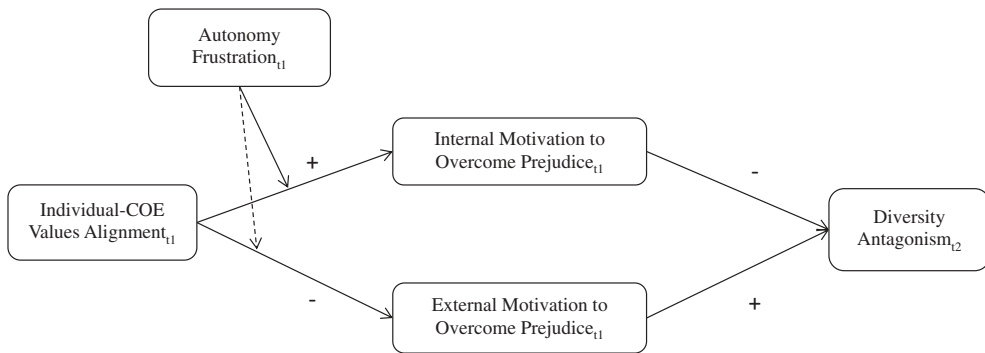 Autonomy
Frustration_t1
+
Internal Motivation to
Overcome Prejudice_t1
-
Individual-COE
Values Alignment_t1
Diversity
Antagonism_t2
-
External Motivation to
Overcome Prejudice_t1
+